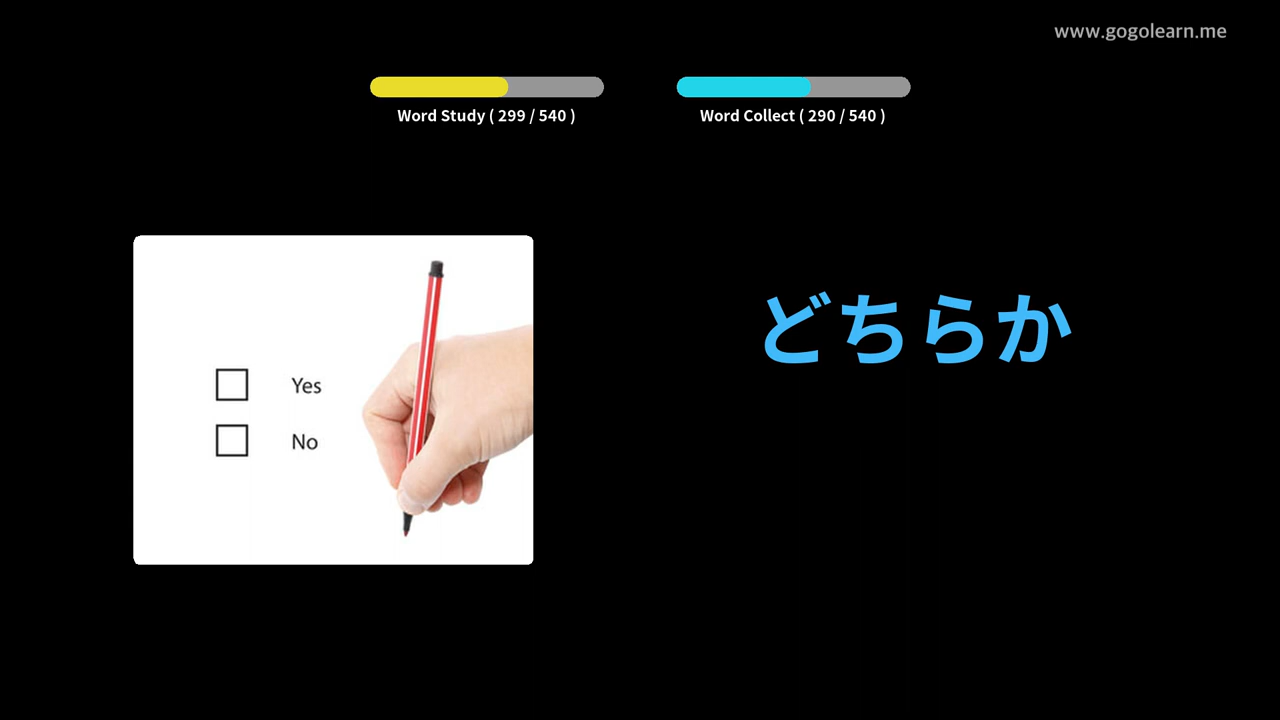 www.gogolearn.me
Word Study ( 299 / 540 )
Word Collect ( 290 / 540 )
Yes
No
どちらか